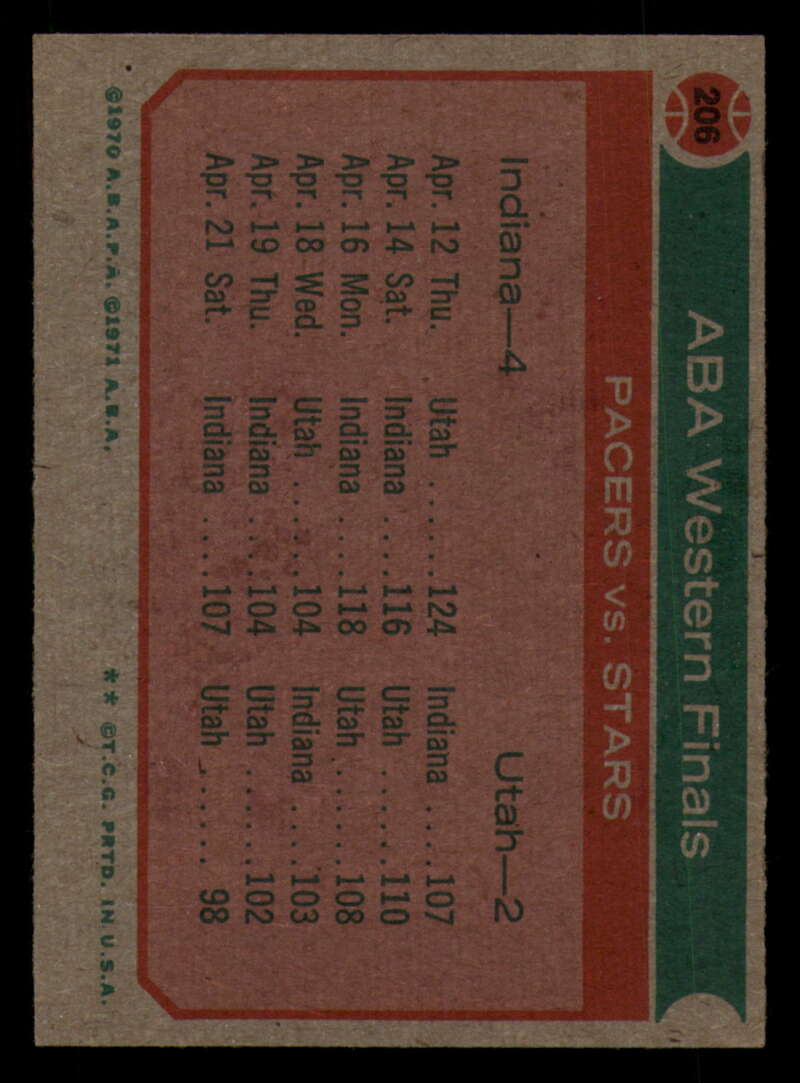 206
ABA Western Finals
PACERS vs. STARS
Indiana—4 Utah—2
Apr. 12 Thu. Utah ......124 Indiana ....107
Apr. 14 Sat. Indiana ....116 Utah ......110
Apr. 16 Mon. Indiana ....118 Utah .......108
Apr. 18 Wed. Utah ......104 Indiana ....103
Apr. 19 Thu. Indiana ....104 Utah ......102
Apr. 21 Sat. Indiana ....107 Utah ...... 98
©1970 A.B.A.P.A. ©1971 A.B.A. ** ©T.C.G. PRTD. IN U.S.A.